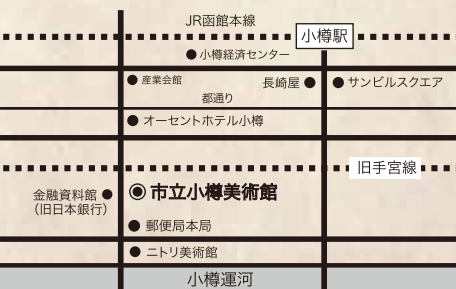 JR函館本線
小樽駅
小樽経済センター
産業会館
長崎屋
サンビルスクエア
都通り
オーセントホテル小樽
旧手宮線
金融資料館
（旧日本銀行）
市立小樽美術館
郵便局本局
ニトリ美術館
小樽運河